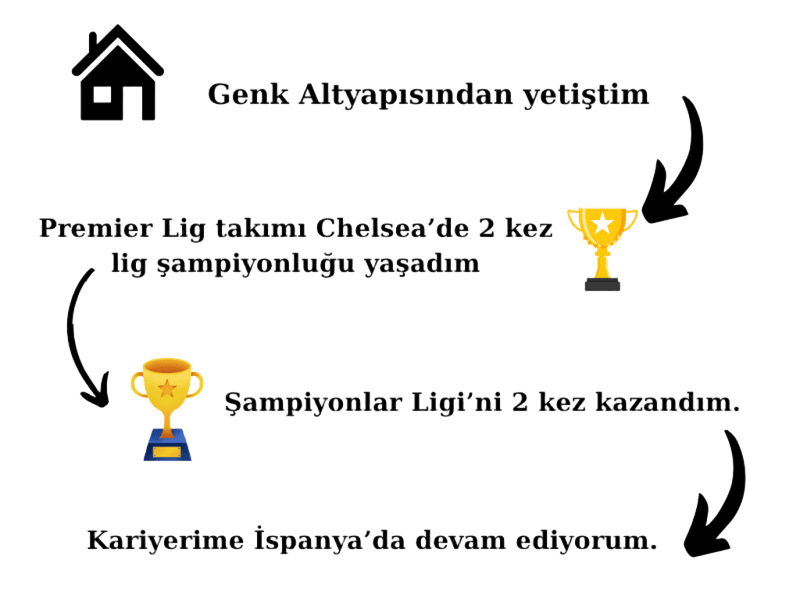 Genk Altyapısından yetiştim
Premier Lig takımı Chelsea’de 2 kez
lig şampiyonluğu yaşadım
Şampiyonlar Ligi’ni 2 kez kazandım.
Kariyerime İspanya’da devam ediyorum.